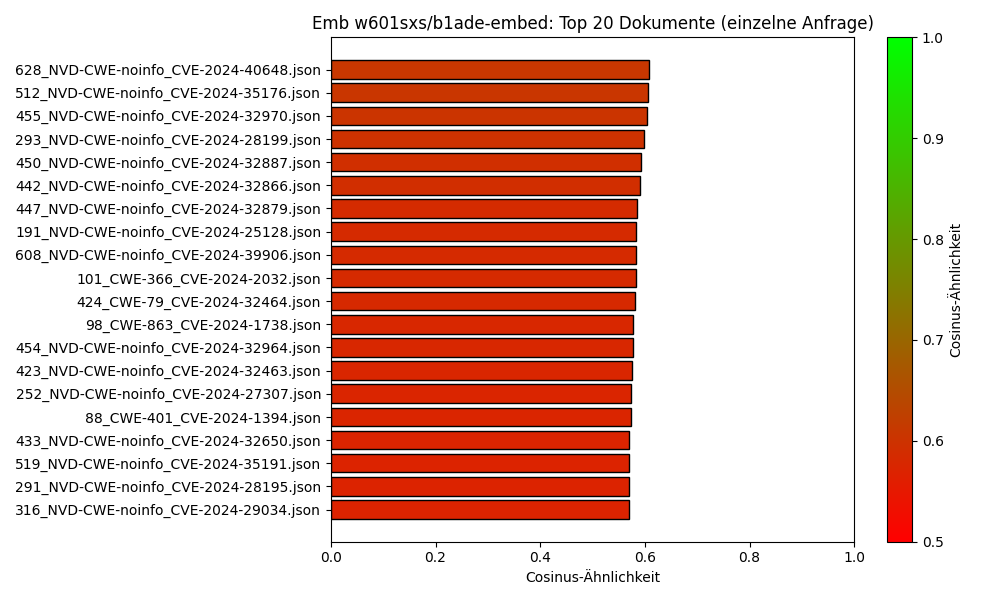 Emb w601sxs/b1ade-embed: Top 20 Dokumente (einzelne Anfrage)
628_NVD-CWE-noinfo_CVE-2024-40648.json
512_NVD-CWE-noinfo_CVE-2024-35176.json
455_NVD-CWE-noinfo_CVE-2024-32970.json
293_NVD-CWE-noinfo_CVE-2024-28199.json
450_NVD-CWE-noinfo_CVE-2024-32887.json
442_NVD-CWE-noinfo_CVE-2024-32866.json
447_NVD-CWE-noinfo_CVE-2024-32879.json
191_NVD-CWE-noinfo_CVE-2024-25128.json
608_NVD-CWE-noinfo_CVE-2024-39906.json
101_CWE-366_CVE-2024-2032.json
424_CWE-79_CVE-2024-32464.json
98_CWE-863_CVE-2024-1738.json
454_NVD-CWE-noinfo_CVE-2024-32964.json
423_NVD-CWE-noinfo_CVE-2024-32463.json
252_NVD-CWE-noinfo_CVE-2024-27307.json
88_CWE-401_CVE-2024-1394.json
433_NVD-CWE-noinfo_CVE-2024-32650.json
519_NVD-CWE-noinfo_CVE-2024-35191.json
291_NVD-CWE-noinfo_CVE-2024-28195.json
316_NVD-CWE-noinfo_CVE-2024-29034.json
0.0 0.2 0.4 0.6 0.8 1.0
Cosinus-Ähnlichkeit
1.0
0.9
0.8
0.7
0.6
0.5
Cosinus-Ähnlichkeit